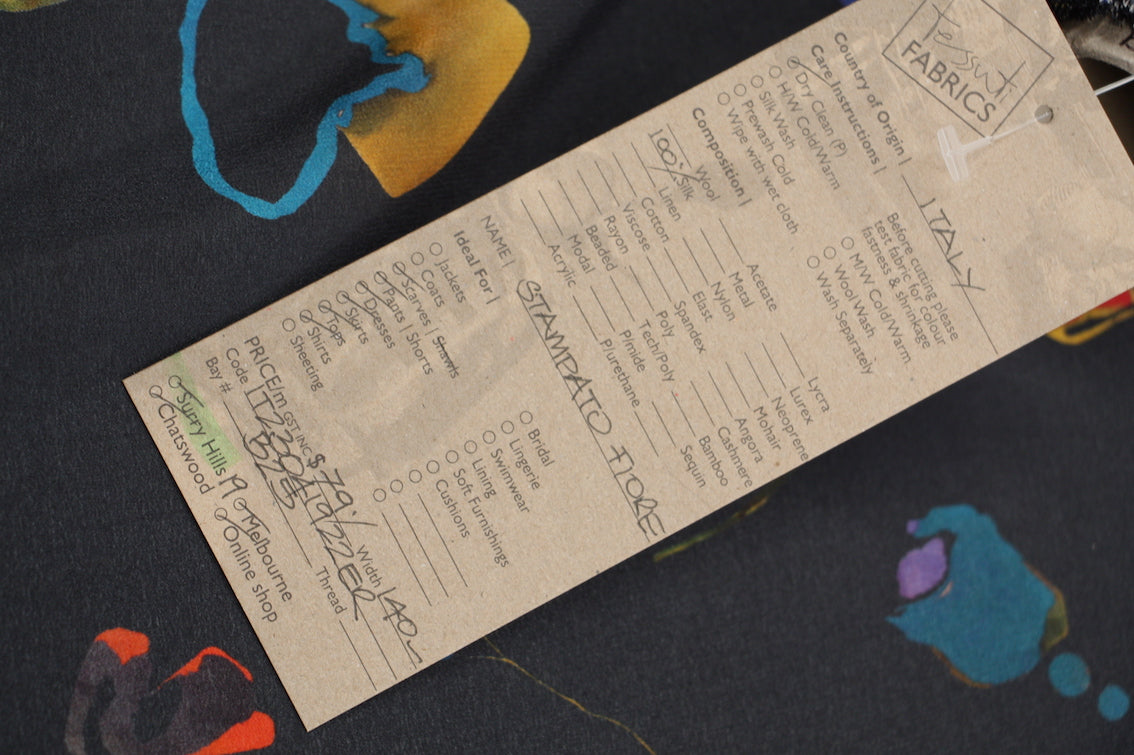 tessuti
FABRICS
Country of Origin | ITALY
Care Instructions |
Dry Clean (P)
H/W Cold/Warm
Silk Wash
Prewash Cold
Wipe with wet cloth
Before cutting please
test fabric for colour
fastness & shrinkage
M/W Cold/Warm
Wool Wash
Wash Separately
Composition |
Wool
100% Silk
Linen
Cotton
Viscose
Rayon
Beaded
Modal
Acrylic
Acetate
Metal
Nylon
Elast
Spandex
Poly
Tech/Poly
P/mide
P/urethane
Lycra
Lurex
Neoprene
Mohair
Angora
Cashmere
Bamboo
Sequin
NAME | STAMPATO FIORE
Ideal For |
Jackets
Coats
Scarves | Shawls
Pants | Shorts
Dresses
Skirts
Tops
Shirts
Sheeting
Bridal
Lingerie
Swimwear
Lining
Soft Furnishings
Cushions
PRICE/m GST INC $79./ Width 140
Code
Bay #
Thread
Surry Hills
Melbourne
Chatswood
Online shop